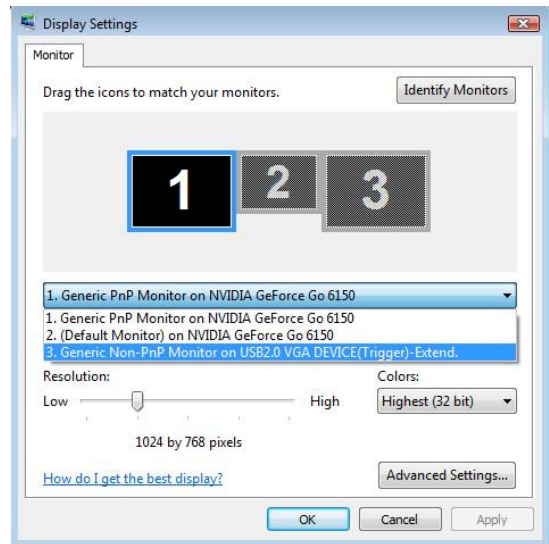 Display Settings
Monitor
Drag the icons to match your monitors.
Identify Monitors
1
2
3
1. Generic PnP Monitor on NVIDIA GeForce Go 6150
1. Generic PnP Monitor on NVIDIA GeForce Go 6150
2. (Default Monitor) on NVIDIA GeForce Go 6150
3. Generic Non-PnP Monitor on USB2.0 VGA DEVICE(Trigger)-Extend.
Resolution:
Colors:
Low
High
Highest (32 bit)
1024 by 768 pixels
How do I get the best display?
Advanced Settings...
OK
Cancel
Apply